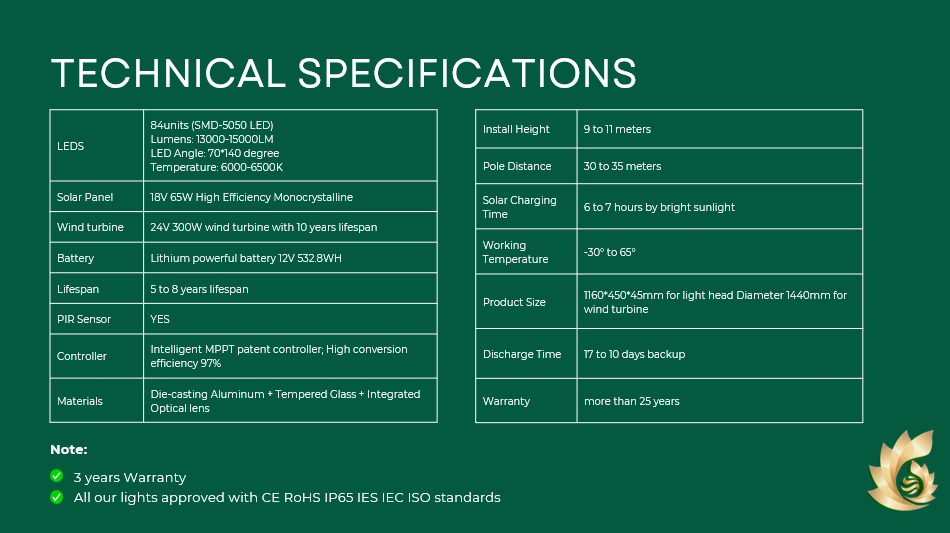 TECHNICAL SPECIFICATIONS
LEDS
84units (SMD-5050 LED)
Lumens: 13000-15000LM
LED Angle: 70*140 degree
Temperature: 6000-6500K
Solar Panel
18V 65W High Efficiency Monocrystalline
Wind turbine
24V 300W wind turbine with 10 years lifespan
Battery
Lithium powerful battery 12V 532.8WH
Lifespan
5 to 8 years lifespan
PIR Sensor
YES
Controller
Intelligent MPPT patent controller; High conversion
efficiency 97%
Materials
Die-casting Aluminum + Tempered Glass + Integrated
Optical lens
Install Height
9 to 11 meters
Pole Distance
30 to 35 meters
Solar Charging
Time
6 to 7 hours by bright sunlight
Working
Temperature
-30° to 65°
Product Size
1160*450*45mm for light head Diameter 1440mm for
wind turbine
Discharge Time
17 to 10 days backup
Warranty
more than 25 years
Note:
3 years Warranty
All our lights approved with CE RoHS IP65 IES IEC ISO standards